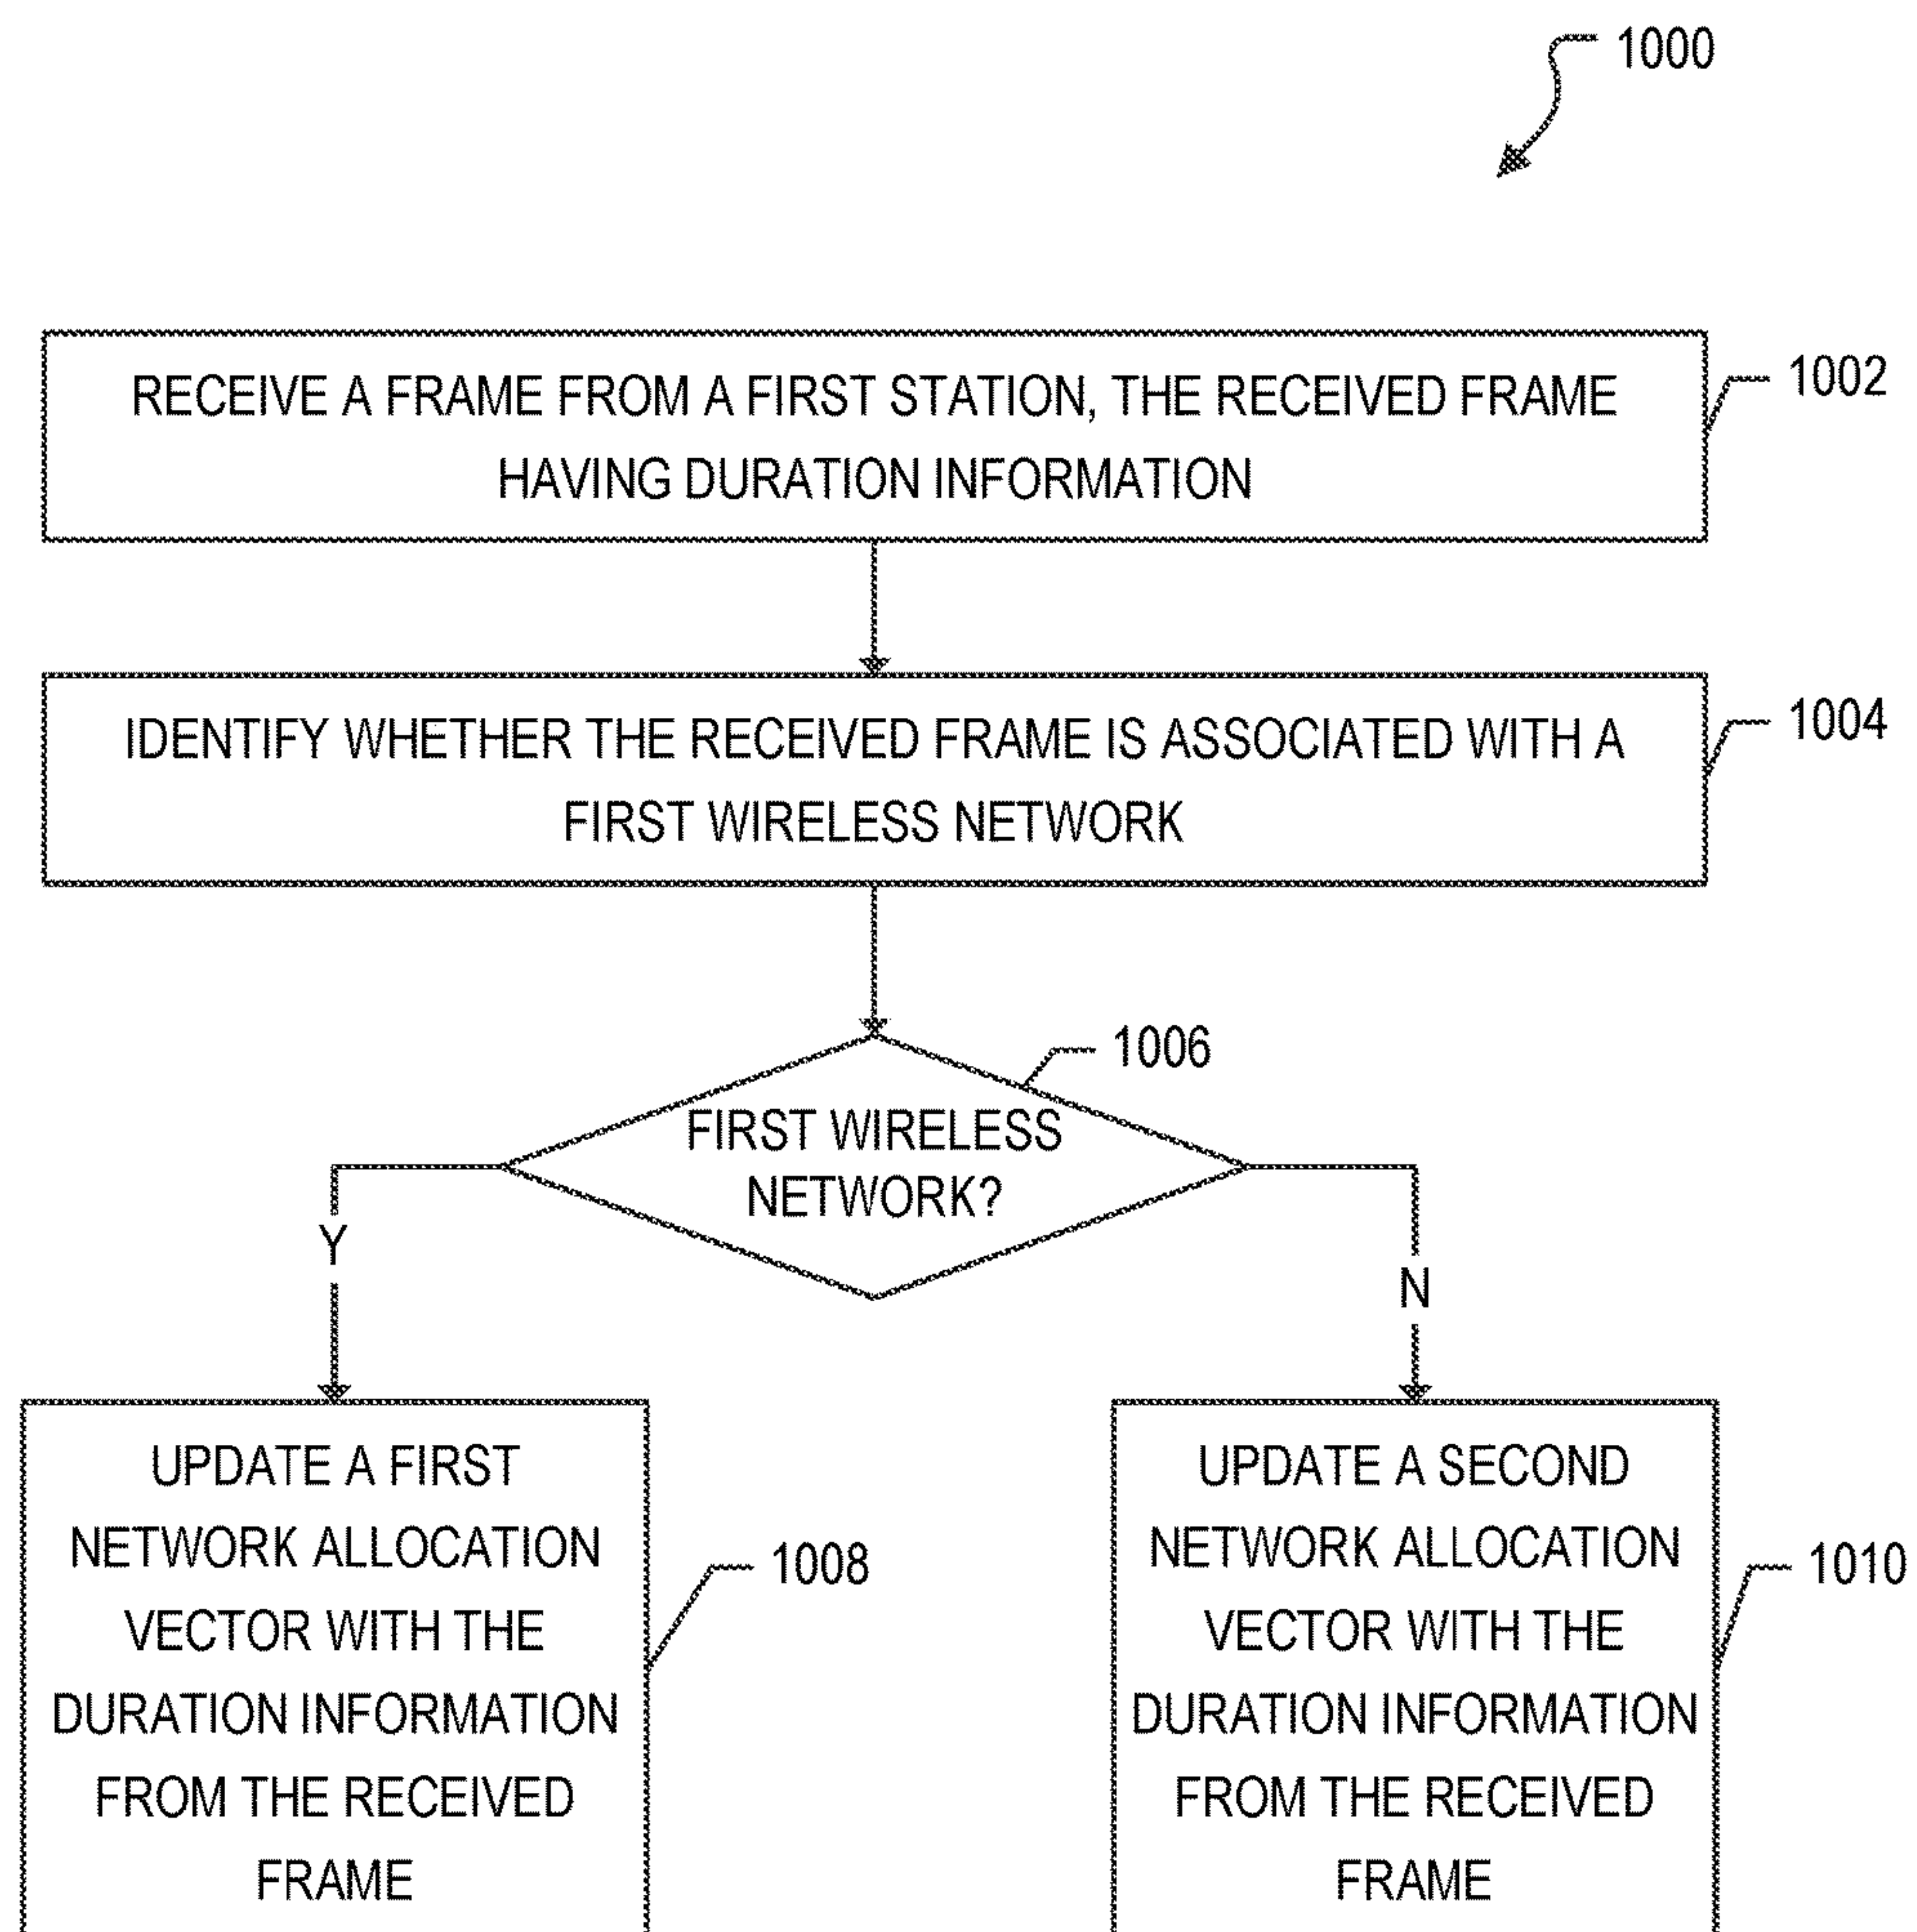 1000
RECEIVE A FRAME FROM A FIRST STATION, THE RECEIVED FRAME
HAVING DURATION INFORMATION
1002
IDENTIFY WHETHER THE RECEIVED FRAME IS ASSOCIATED WITH A
FIRST WIRELESS NETWORK
1004
1006
FIRST WIRELESS
NETWORK?
Y
N
UPDATE A FIRST
NETWORK ALLOCATION
VECTOR WITH THE
DURATION INFORMATION
FROM THE RECEIVED
FRAME
1008
UPDATE A SECOND
NETWORK ALLOCATION
VECTOR WITH THE
DURATION INFORMATION
FROM THE RECEIVED
FRAME
1010